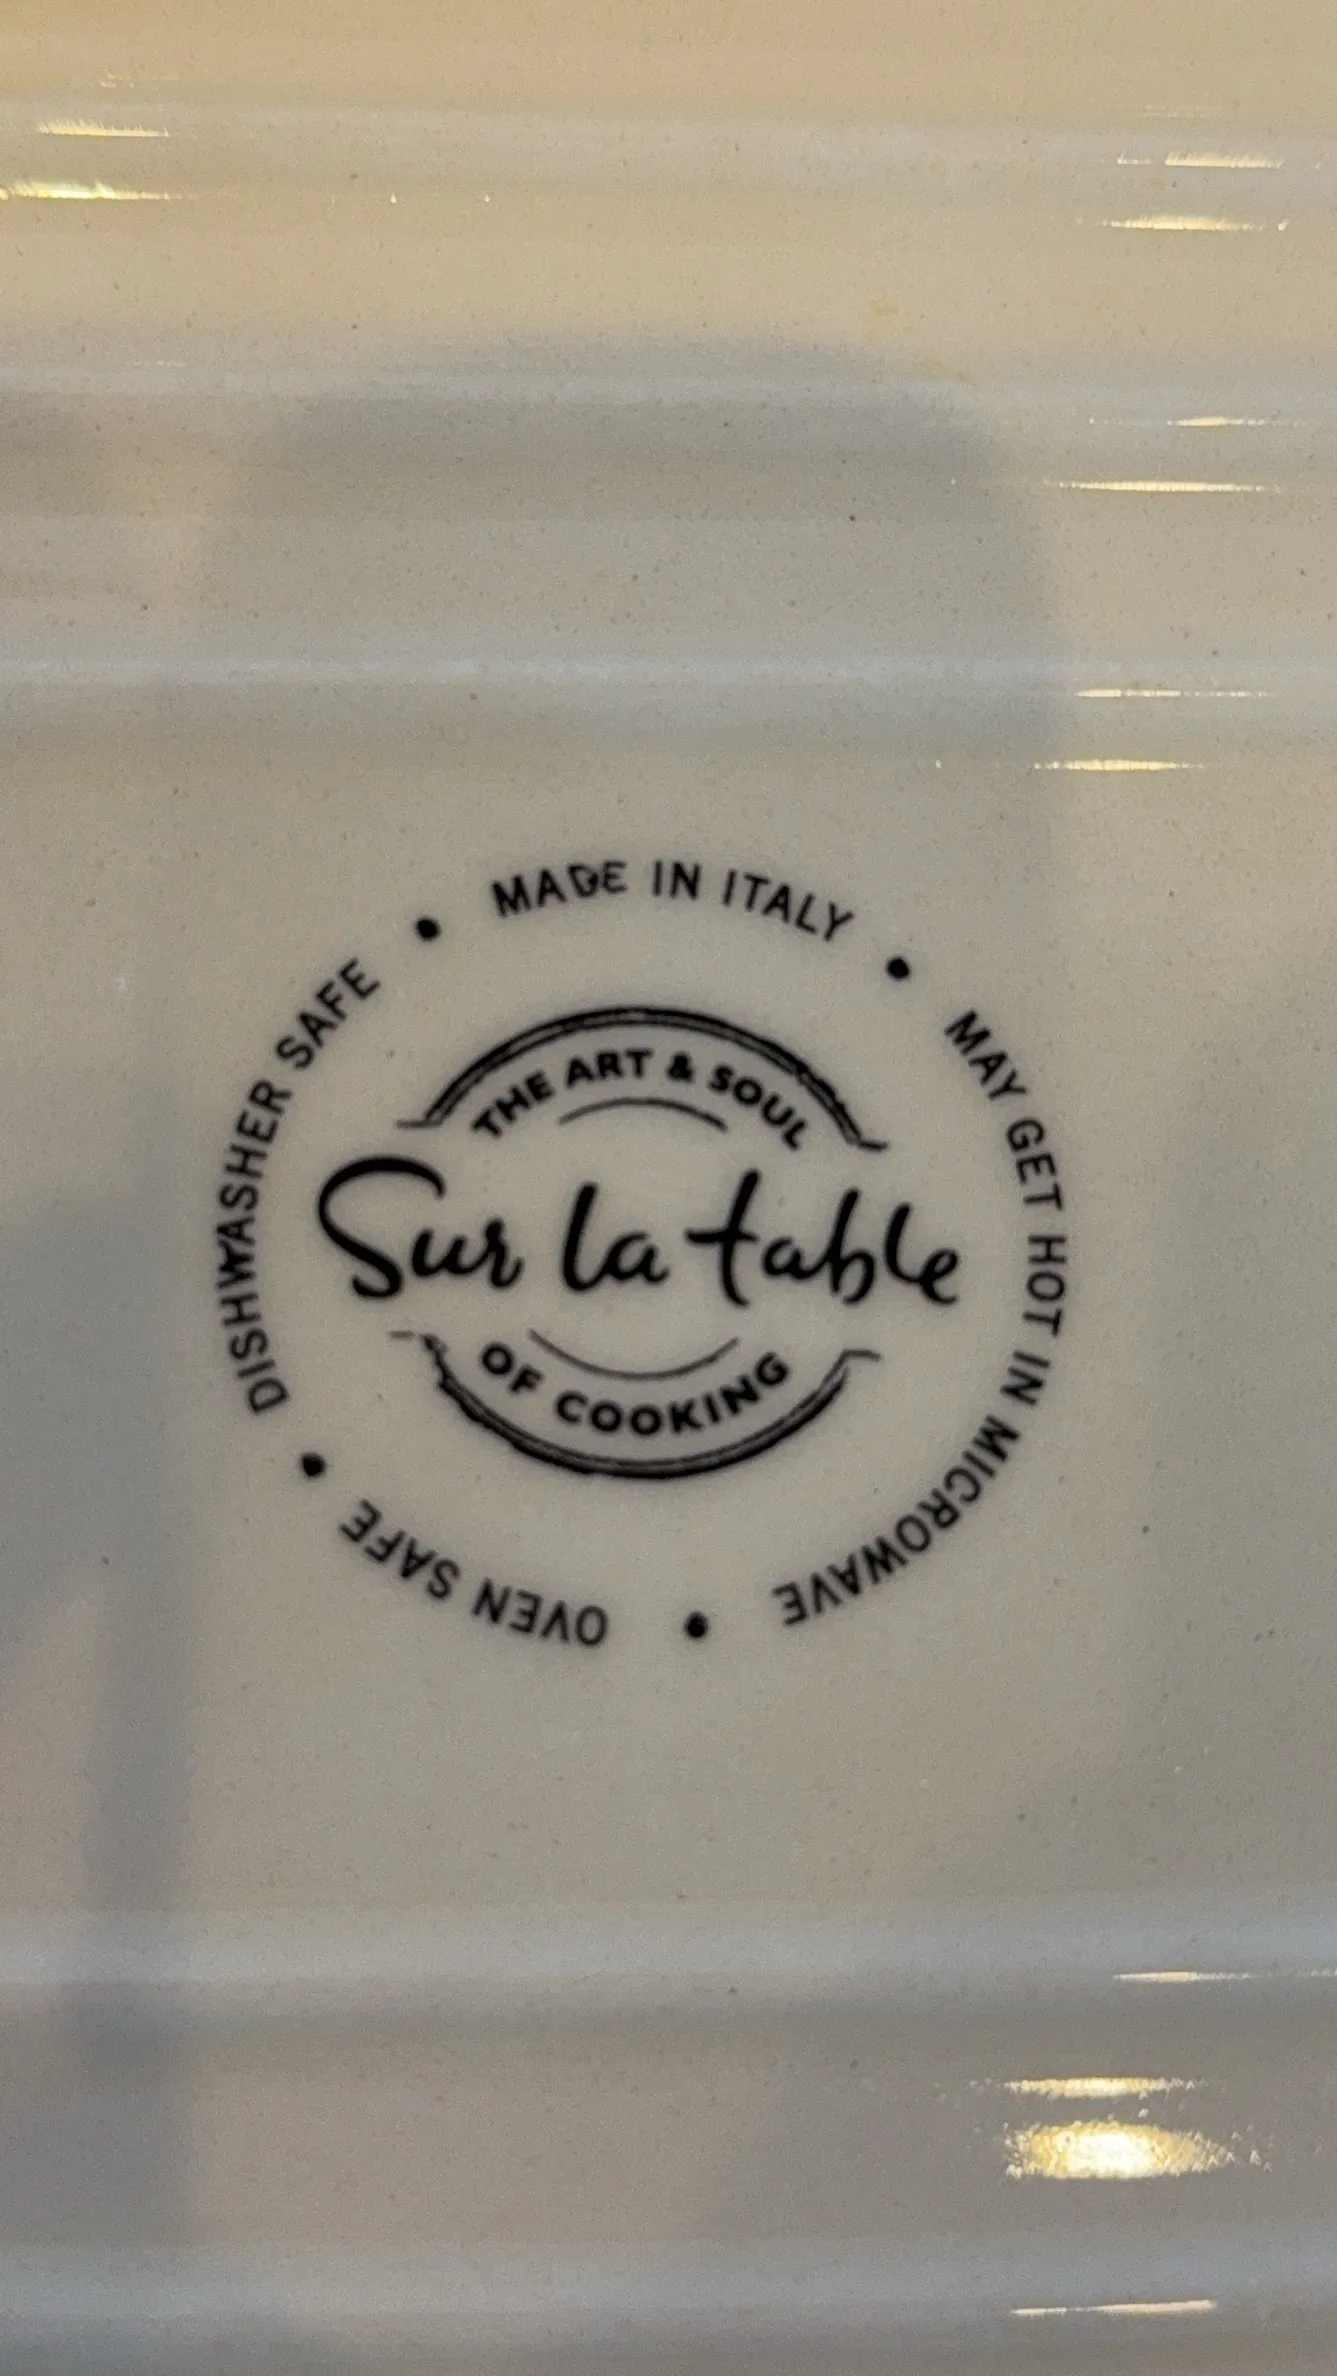 MADE IN ITALY • MAY GET HOT IN MICROWAVE • OVEN SAFE • DISHWASHER SAFE •
THE ART & SOUL
Sur la table
OF COOKING